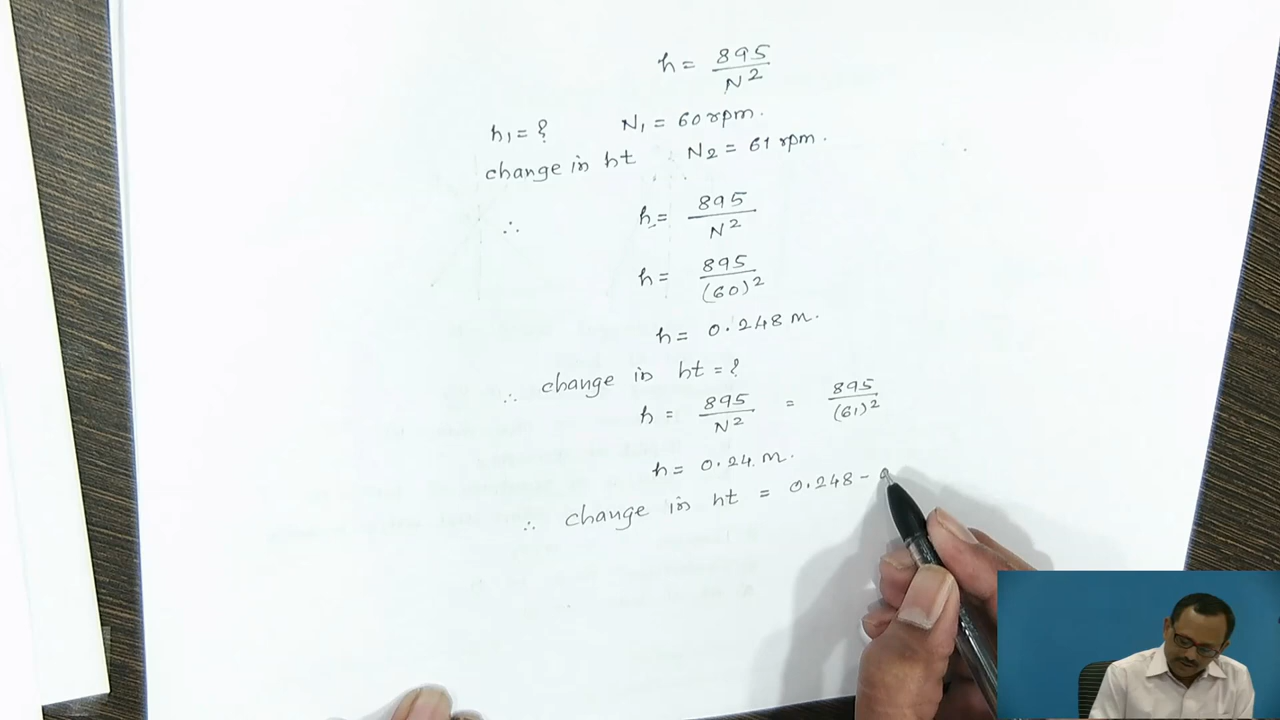 h = 895 / N²
h₁ = ? N₁ = 60 rpm.
change in ht N₂ = 61 rpm.
∴ h = 895 / N²
h = 895 / (60)²
h = 0.248 m.
∴ change in ht = ?
h = 895 / N² = 895 / (61)²
h = 0.24 m.
∴ change in ht = 0.248 - 0